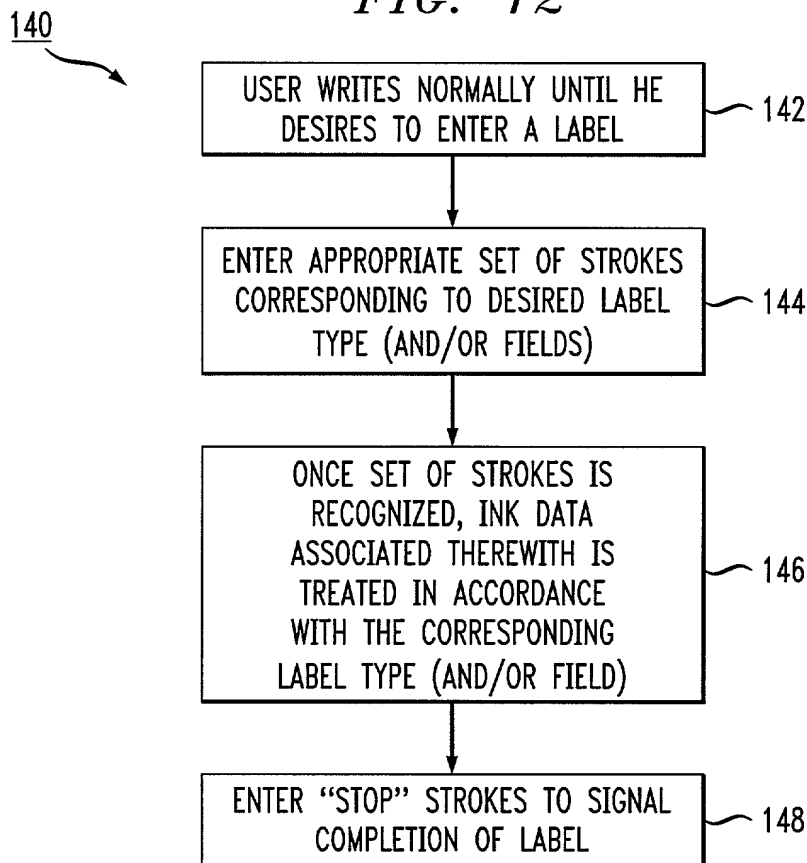 FIG. 12
140
USER WRITES NORMALLY UNTIL HE
DESIRES TO ENTER A LABEL
142
ENTER APPROPRIATE SET OF STROKES
CORRESPONDING TO DESIRED LABEL
TYPE (AND/OR FIELDS)
144
ONCE SET OF STROKES IS
RECOGNIZED, INK DATA
ASSOCIATED THEREWITH IS
TREATED IN ACCORDANCE
WITH THE CORRESPONDING
LABEL TYPE (AND/OR FIELD)
146
ENTER “STOP” STROKES TO SIGNAL
COMPLETION OF LABEL
148